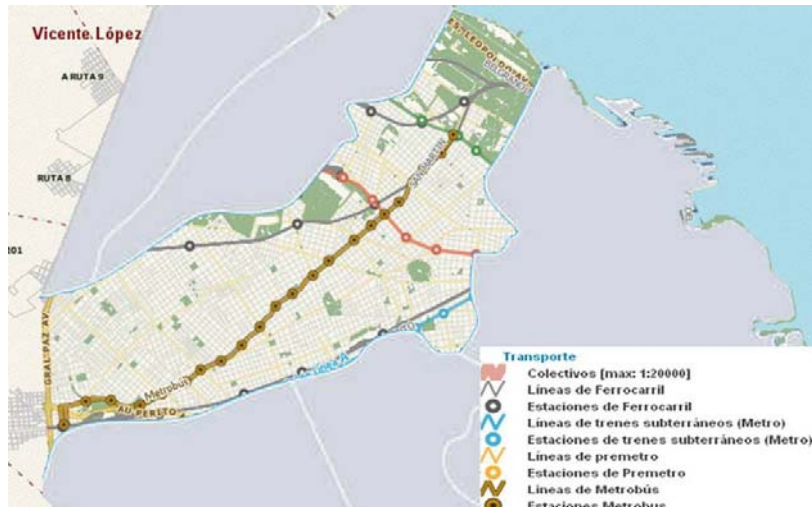 Vicente López
A RUTA 9
RUTA 8
GRAL PAZ AV.
Metrobus
AU PERITO
Línea A
AU
SAN MARTIN
Transporte
Colectivos [max: 1:20000]
Líneas de Ferrocarril
Estaciones de Ferrocarril
Líneas de trenes subterráneos (Metro)
Estaciones de trenes subterráneos (Metro)
Líneas de premetro
Estaciones de Premetro
Líneas de Metrobús
Estaciones Metrobus